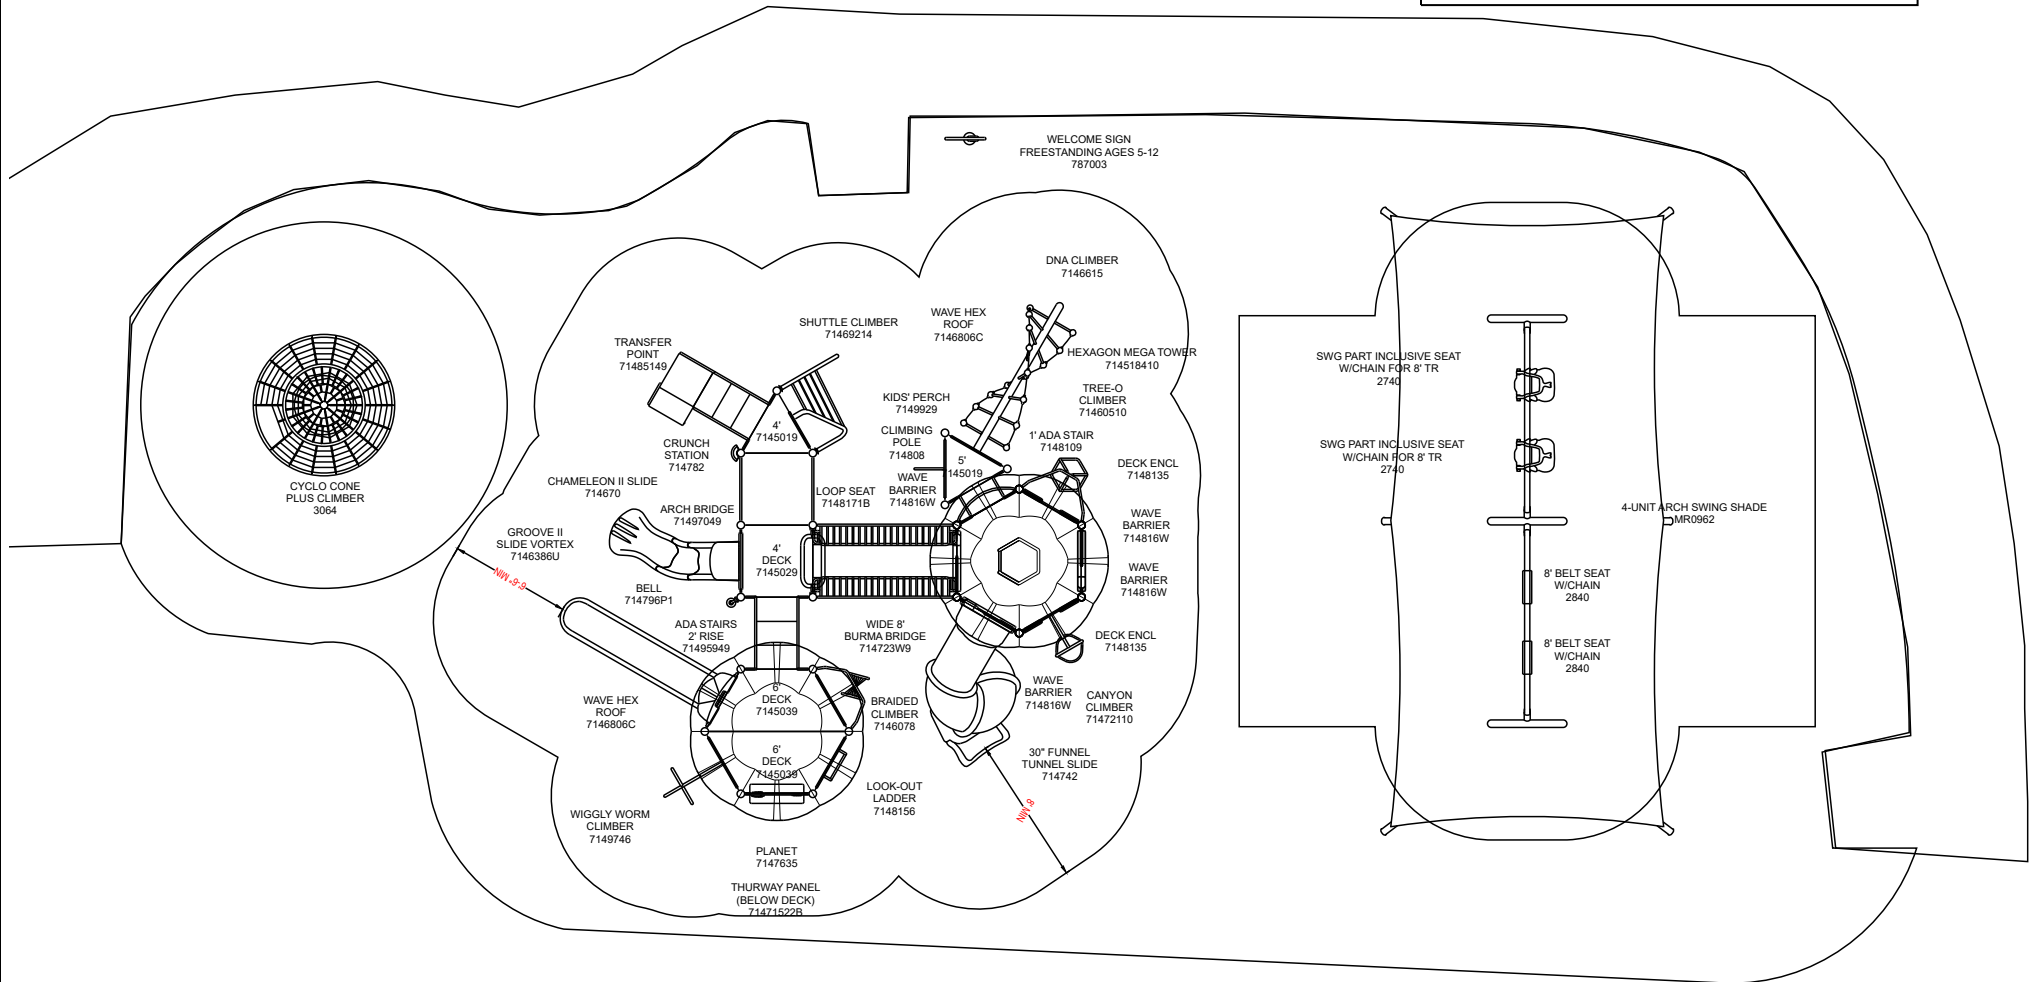 WELCOME SIGN
FREESTANDING AGES 5-12
787003
DNA CLIMBER
7146615
WAVE HEX
ROOF
7146806C
SHUTTLE CLIMBER
71469214
TRANSFER
POINT
71485149
HEXAGON MEGA TOWER
714518410
TREE-O
CLIMBER
71460510
KIDS' PERCH
7149929
CLIMBING
POLE
714808
WAVE
BARRIER
714816W
5'
7145019
1' ADA STAIR
7148109
DECK ENCL
7148135
4'
7145019
CRUNCH
STATION
714782
CHAMELEON II SLIDE
714670
ARCH BRIDGE
71497049
LOOP SEAT
7148171B
CYCLO CONE
PLUS CLIMBER
3064
GROOVE II
SLIDE VORTEX
7146386U
6'-6" MIN
4'
DECK
7145029
BELL
714796P1
WAVE
BARRIER
714816W
WAVE
BARRIER
714816W
ADA STAIRS
2' RISE
71495949
WIDE 8'
BURMA BRIDGE
714723W9
DECK ENCL
7148135
WAVE
BARRIER
714816W
CANYON
CLIMBER
71472110
WAVE HEX
ROOF
7146806C
6'
DECK
7145039
BRAIDED
CLIMBER
7146078
6'
DECK
7145039
30" FUNNEL
TUNNEL SLIDE
714742
8' MIN
LOOK-OUT
LADDER
7148156
WIGGLY WORM
CLIMBER
7149746
PLANET
7147635
THURWAY PANEL
(BELOW DECK)
71471522B
SWG PART INCLUSIVE SEAT
W/CHAIN FOR 8' TR
2740
SWG PART INCLUSIVE SEAT
W/CHAIN FOR 8' TR
2740
4-UNIT ARCH SWING SHADE
MR0962
8' BELT SEAT
W/CHAIN
2840
8' BELT SEAT
W/CHAIN
2840